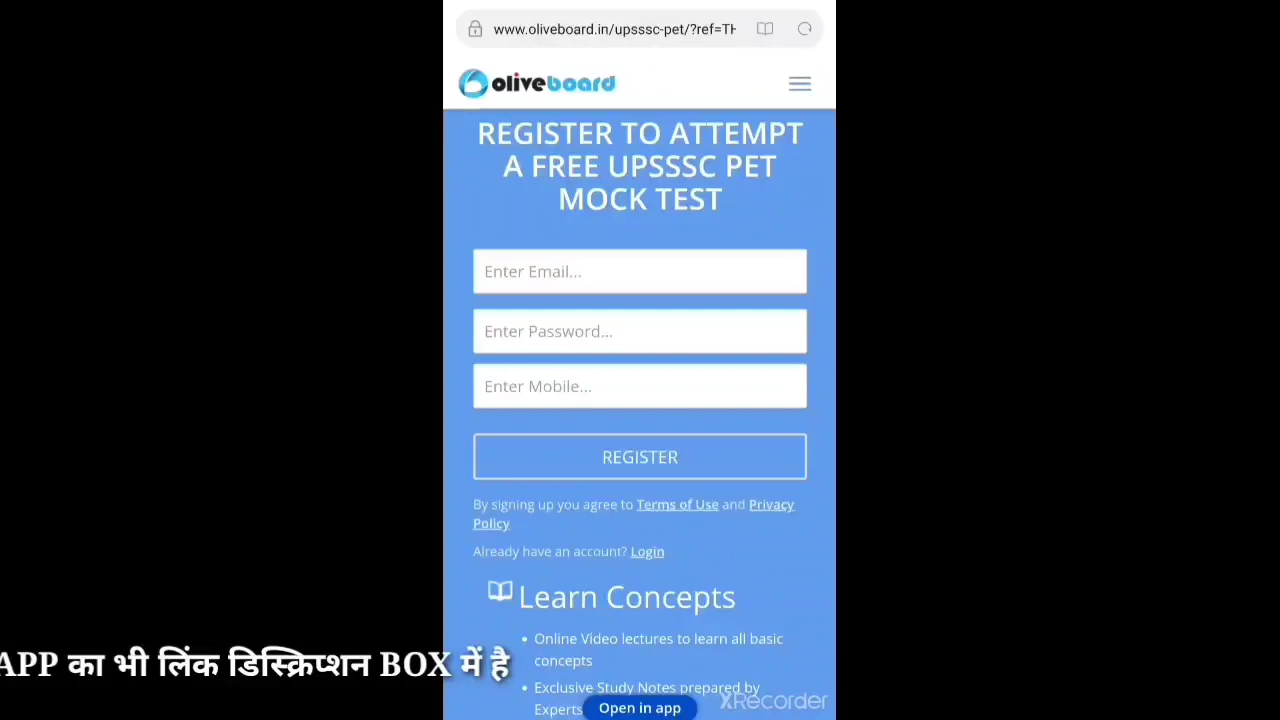 www.oliveboard.in/upsssc-pet/?ref=TH
oliveboard
REGISTER TO ATTEMPT
A FREE UPSSSC PET
MOCK TEST
Enter Email...
Enter Password...
Enter Mobile...
REGISTER
By signing up you agree to Terms of Use and Privacy
Policy
Already have an account? Login
Learn Concepts
• Online Video lectures to learn all basic
concepts
• Exclusive Study Notes prepared by
Experts
Open in app
APP का भी लिंक डिस्क्रिप्शन BOX में है
XRecorder